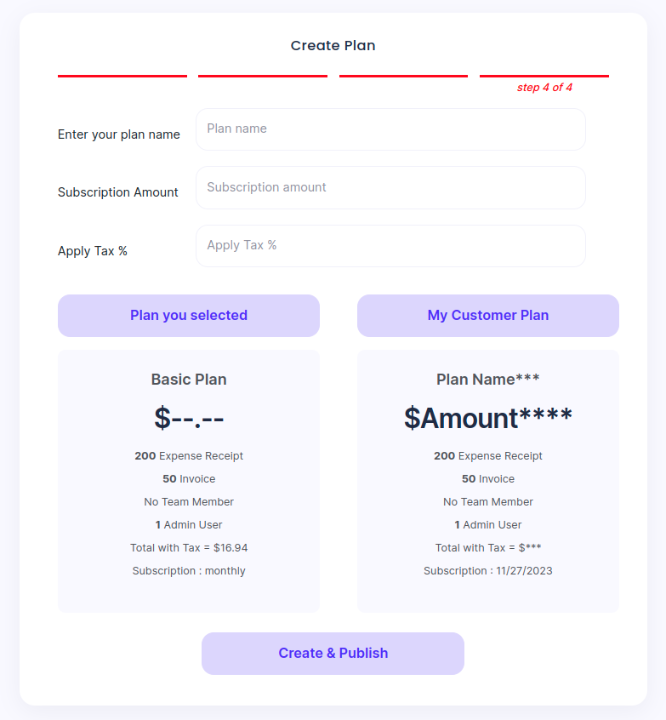 Create Plan
step 4 of 4
Enter your plan name
Plan name
Subscription Amount
Subscription amount
Apply Tax %
Apply Tax %
Plan you selected
My Customer Plan
Basic Plan
$--.--
200 Expense Receipt
50 Invoice
No Team Member
1 Admin User
Total with Tax = $16.94
Subscription : monthly
Plan Name***
$Amount****
200 Expense Receipt
50 Invoice
No Team Member
1 Admin User
Total with Tax = $***
Subscription : 11/27/2023
Create & Publish